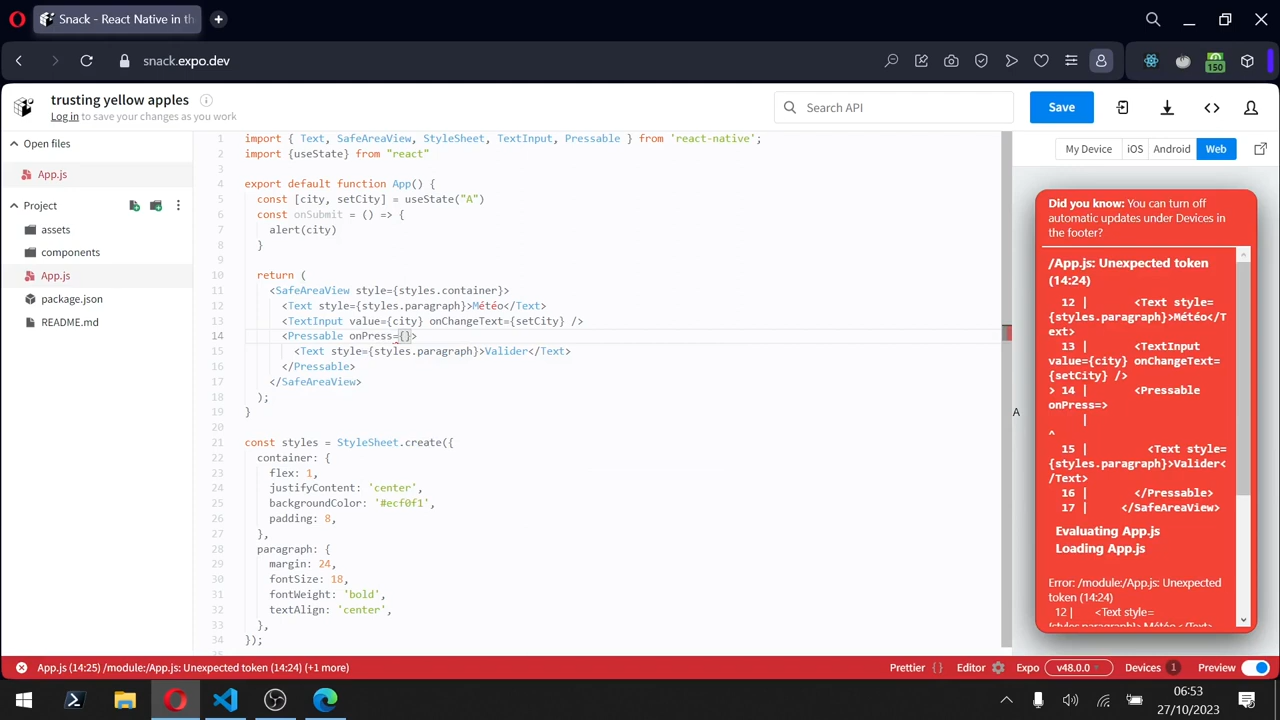 Snack - React Native in th
snack.expo.dev
150
trusting yellow apples
Log in to save your changes as you work
Search API
Save
Open files
App.js
Project
assets
components
App.js
package.json
README.md
1 import { Text, SafeAreaView, StyleSheet, TextInput, Pressable } from 'react-native';
2 import {useState} from "react"
3
4 export default function App() {
5 const [city, setCity] = useState("A")
6 const onSubmit = () => {
7 alert(city)
8 }
9
10 return (
11 <SafeAreaView style={styles.container}>
12 <Text style={styles.paragraph}>Météo</Text>
13 <TextInput value={city} onChangeText={setCity} />
14 <Pressable onPress={}>
15 <Text style={styles.paragraph}>Valider</Text>
16 </Pressable>
17 </SafeAreaView>
18 );
19 }
20
21 const styles = StyleSheet.create({
22 container: {
23 flex: 1,
24 justifyContent: 'center',
25 backgroundColor: '#ecf0f1',
26 padding: 8,
27 },
28 paragraph: {
29 margin: 24,
30 fontSize: 18,
31 fontWeight: 'bold',
32 textAlign: 'center',
33 },
34 });
My Device iOS Android Web
A
Did you know: You can turn off
automatic updates under Devices in
the footer?
/App.js: Unexpected token
(14:24)
12 | <Text style=
{styles.paragraph}>Météo</T
ext>
13 | <TextInput
value={city} onChangeText=
{setCity} />
> 14 | <Pressable
onPress=>
|
^
15 | <Text style=
{styles.paragraph}>Valider<
/Text>
16 | </Pressable>
17 | </SafeAreaView>
Evaluating App.js
Loading App.js
Error: /module:/App.js: Unexpected
token (14:24)
12 | <Text style=
{styles.paragraph}>Météo</Text>
App.js (14:25) /module:/App.js: Unexpected token (14:24) (+1 more)
Prettier { } Editor Expo v48.0.0 Devices 1 Preview
06:53
27/10/2023